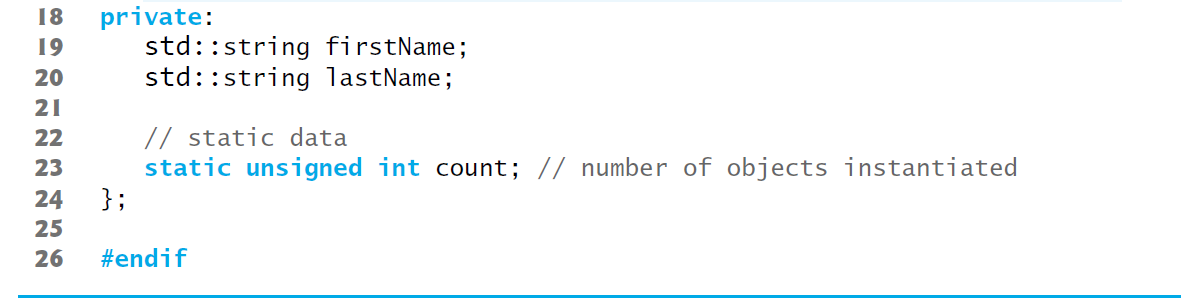 18 private:
19 std::string firstName;
20 std::string lastName;
21
22 // static data
23 static unsigned int count; // number of objects instantiated
24 };
25
26 #endif